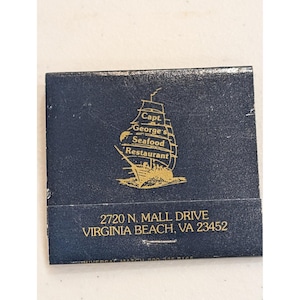 Capt.
George's
Seafood
Restaurant
2720 N. MALL DRIVE
VIRGINIA BEACH, VA 23452